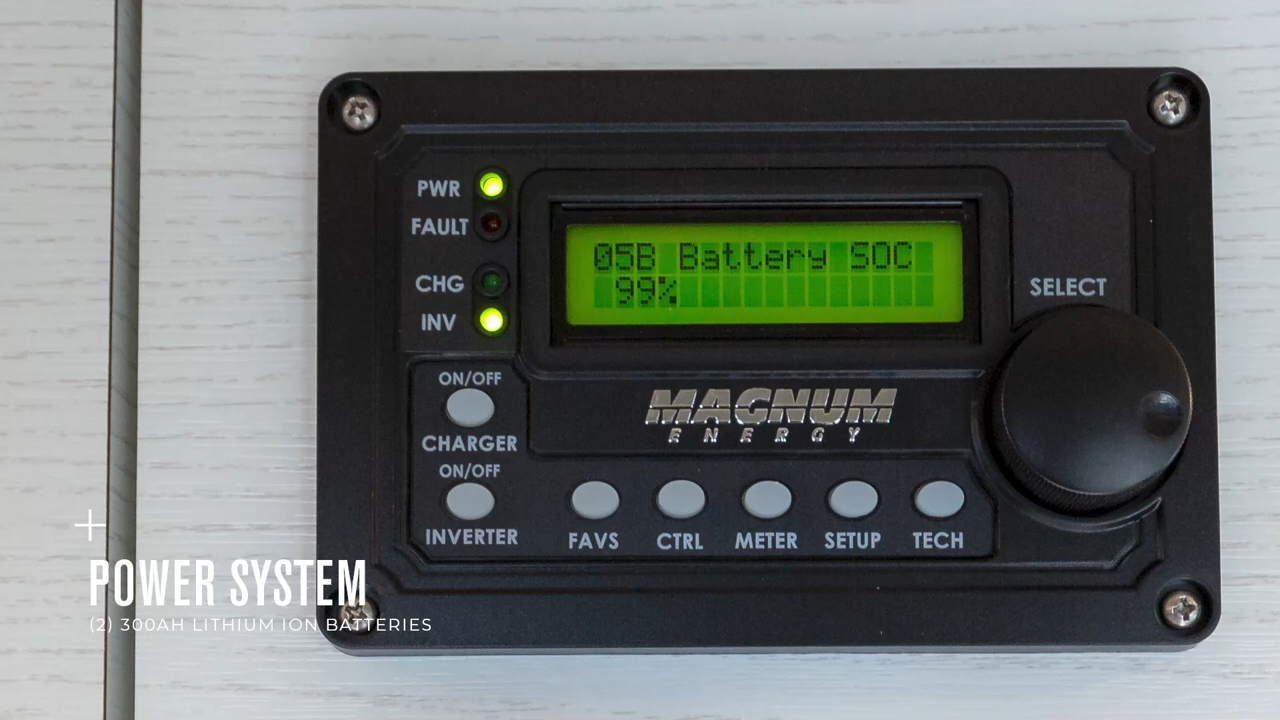 PWR
FAULT
CHG
INV
05B Battery SOC
99%
SELECT
ON/OFF
CHARGER
ON/OFF
INVERTER
MAGNUM
ENERGY
FAVS
CTRL
METER
SETUP
TECH
POWER SYSTEM
(2) 300AH LITHIUM ION BATTERIES